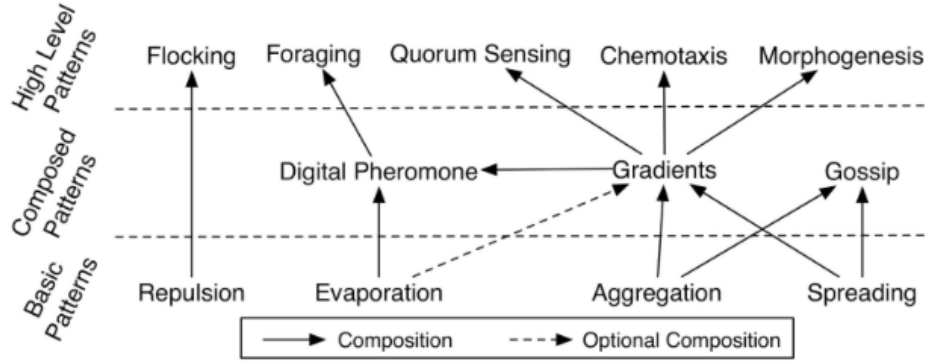 High Level
Patterns
Flocking Foraging Quorum Sensing Chemotaxis Morphogenesis
Composed
Patterns
Digital Pheromone Gradients Gossip
Basic
Patterns
Repulsion Evaporation Aggregation Spreading
Composition Optional Composition